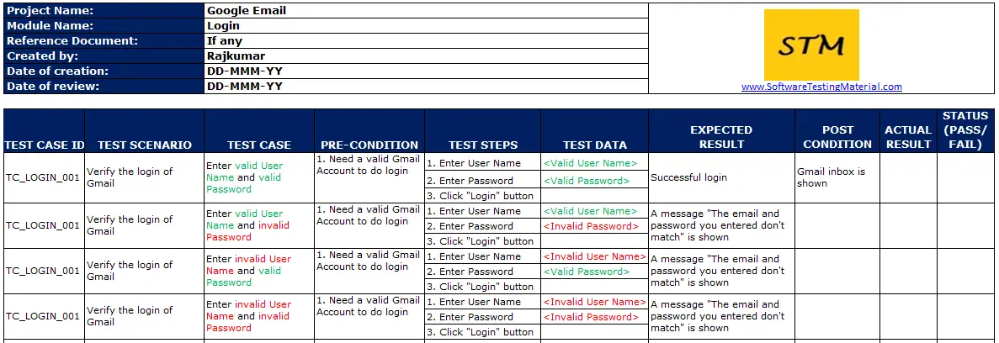 Project Name: Google Email
Module Name: Login
Reference Document: If any
Created by: Rajkumar
Date of creation: DD-MMM-YY
Date of review: DD-MMM-YY
STM
www.SoftwareTestingMaterial.com
TEST CASE ID TEST SCENARIO TEST CASE PRE-CONDITION TEST STEPS TEST DATA EXPECTED RESULT POST CONDITION ACTUAL RESULT STATUS (PASS/ FAIL)
TC_LOGIN_001
Verify the login of
Gmail
Enter valid User
Name and valid
Password
1. Need a valid Gmail
Account to do login
1. Enter User Name <Valid User Name>
2. Enter Password <Valid Password>
3. Click "Login" button
Successful login
Gmail inbox is
shown
TC_LOGIN_001
Verify the login of
Gmail
Enter valid User
Name and invalid
Password
1. Need a valid Gmail
Account to do login
1. Enter User Name <Valid User Name>
2. Enter Password <Invalid Password>
3. Click "Login" button
A message "The email and
password you entered don't
match" is shown
TC_LOGIN_001
Verify the login of
Gmail
Enter invalid User
Name and valid
Password
1. Need a valid Gmail
Account to do login
1. Enter User Name <Invalid User Name>
2. Enter Password <Valid Password>
3. Click "Login" button
A message "The email and
password you entered don't
match" is shown
TC_LOGIN_001
Verify the login of
Gmail
Enter invalid User
Name and invalid
Password
1. Need a valid Gmail
Account to do login
1. Enter User Name <Invalid User Name>
2. Enter Password <Invalid Password>
3. Click "Login" button
A message "The email and
password you entered don't
match" is shown